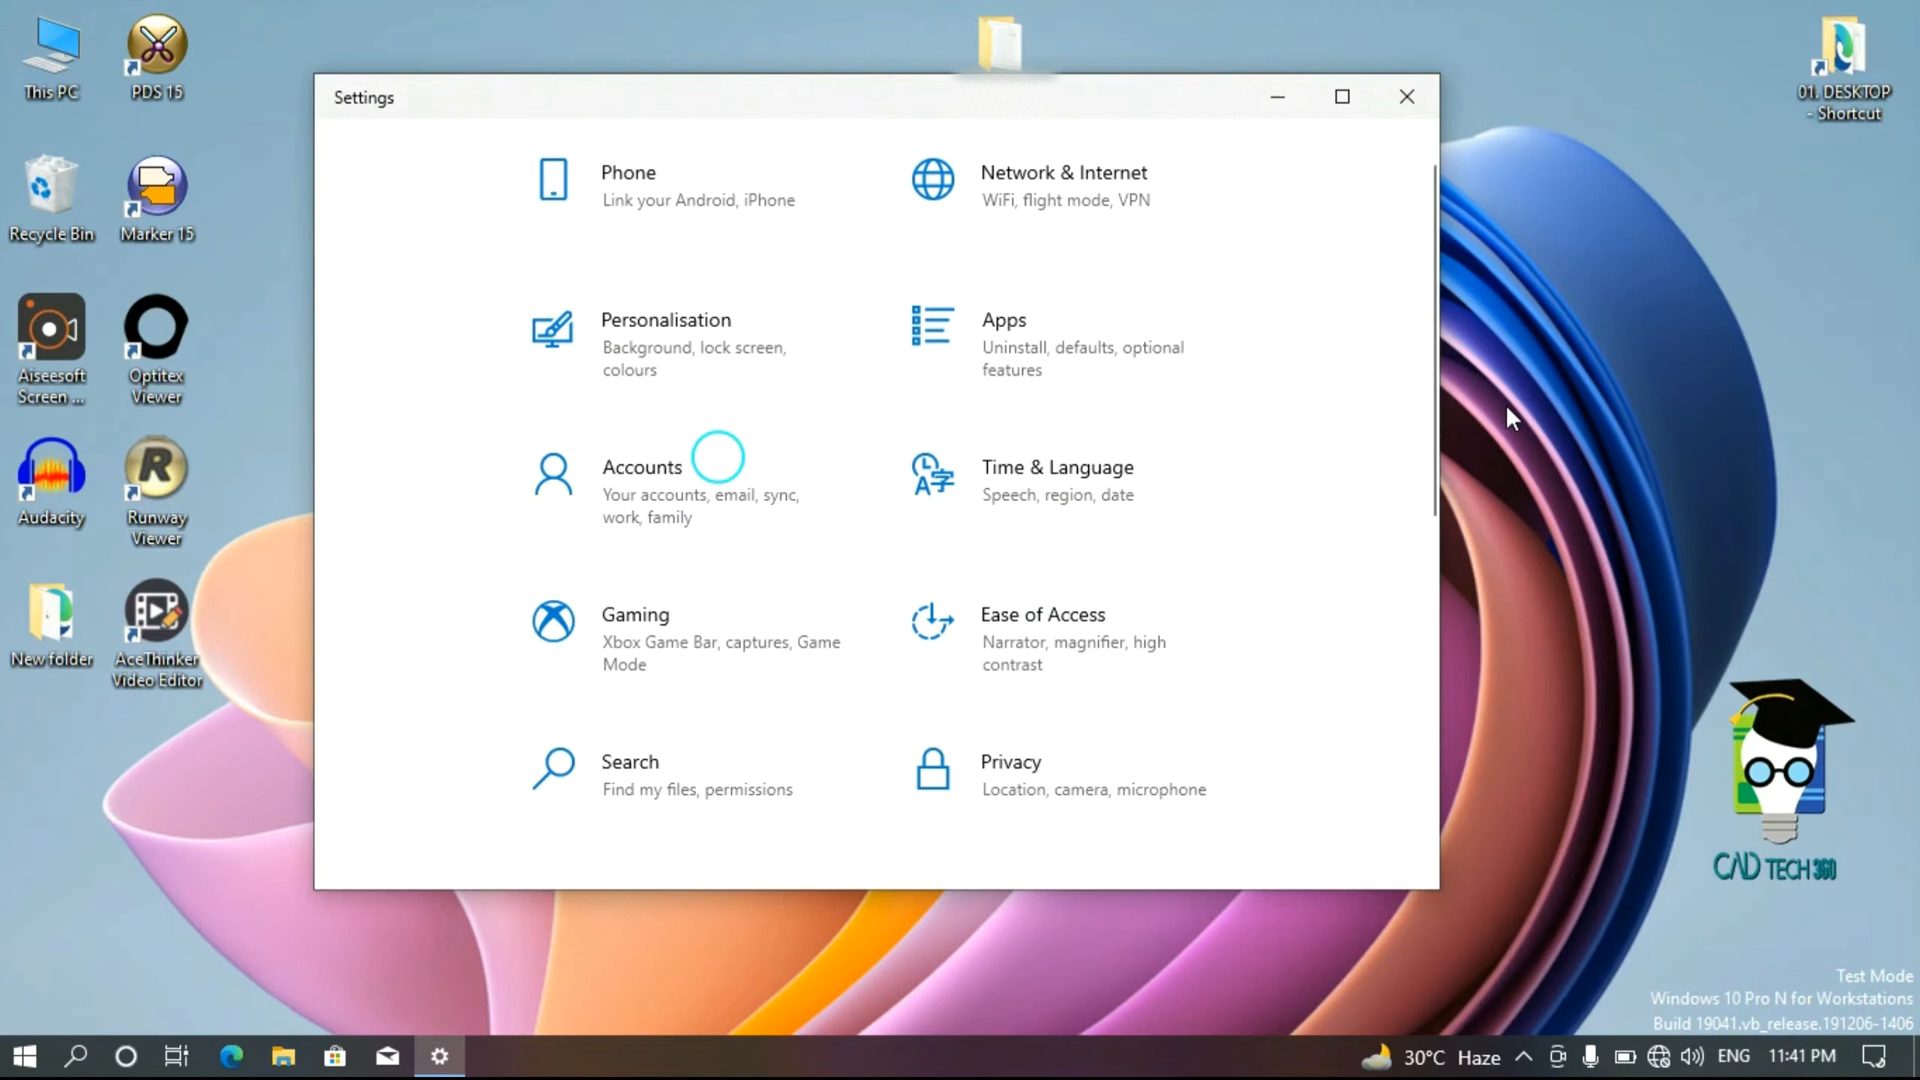 This PC
PDS 15
Recycle Bin
Marker 15
Aiseesoft
Screen ...
Optitex
Viewer
Audacity
Runway
Viewer
New folder
AceThinker
Video Editor
01. DESKTOP
- Shortcut
Settings
Phone
Link your Android, iPhone
Network & Internet
WiFi, flight mode, VPN
Personalisation
Background, lock screen,
colours
Apps
Uninstall, defaults, optional
features
Accounts
Your accounts, email, sync,
work, family
Time & Language
Speech, region, date
Gaming
Xbox Game Bar, captures, Game
Mode
Ease of Access
Narrator, magnifier, high
contrast
Search
Find my files, permissions
Privacy
Location, camera, microphone
CAD TECH 360
Test Mode
Windows 10 Pro N for Workstations
Build 19041.vb_release.191206-1406
30°C Haze
ENG
11:41 PM